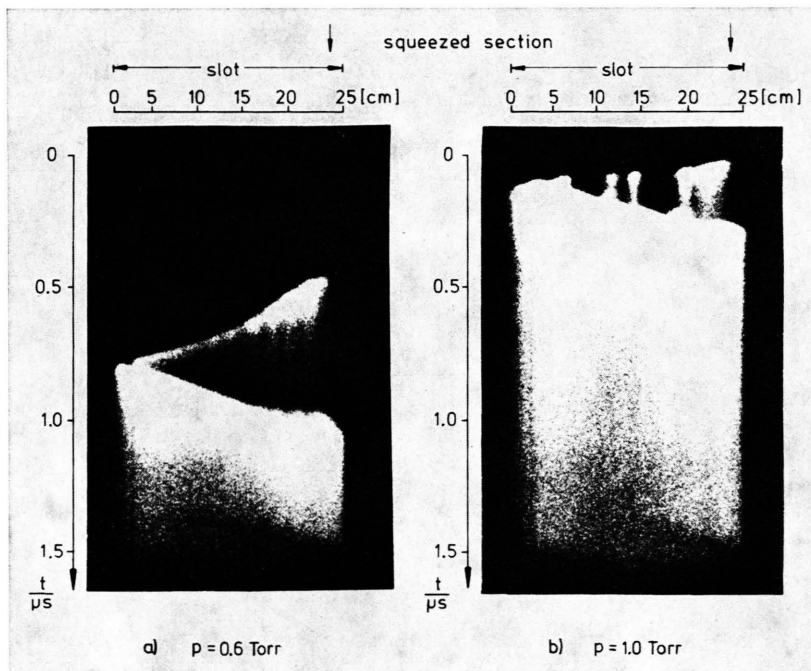 squeezed section
slot slot
0 5 10 15 20 25 [cm] 0 5 10 15 20 25 [cm]
0 0
0.5 0.5
1.0 1.0
1.5 1.5
t/µs t/µs
a) p = 0.6 Torr b) p = 1.0 Torr